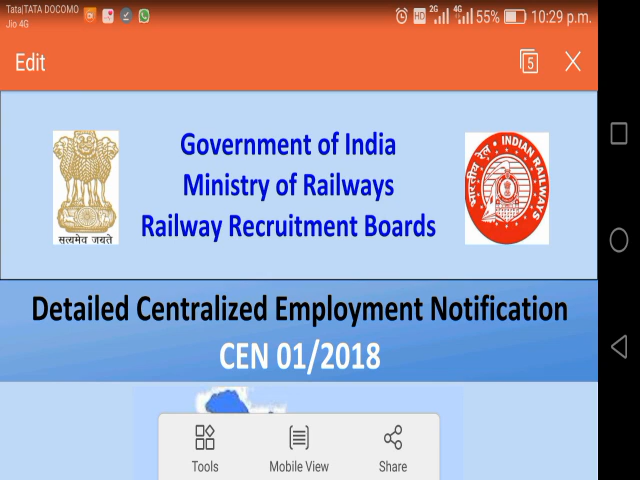 Tata|TATA DOCOMO
Jio 4G
HD 2G 4G 55% 10:29 p.m.
Edit
5
Government of India
Ministry of Railways
Railway Recruitment Boards
सत्यमेव जयते
भारतीय रेल INDIAN RAILWAYS
Detailed Centralized Employment Notification
CEN 01/2018
Tools
Mobile View
Share